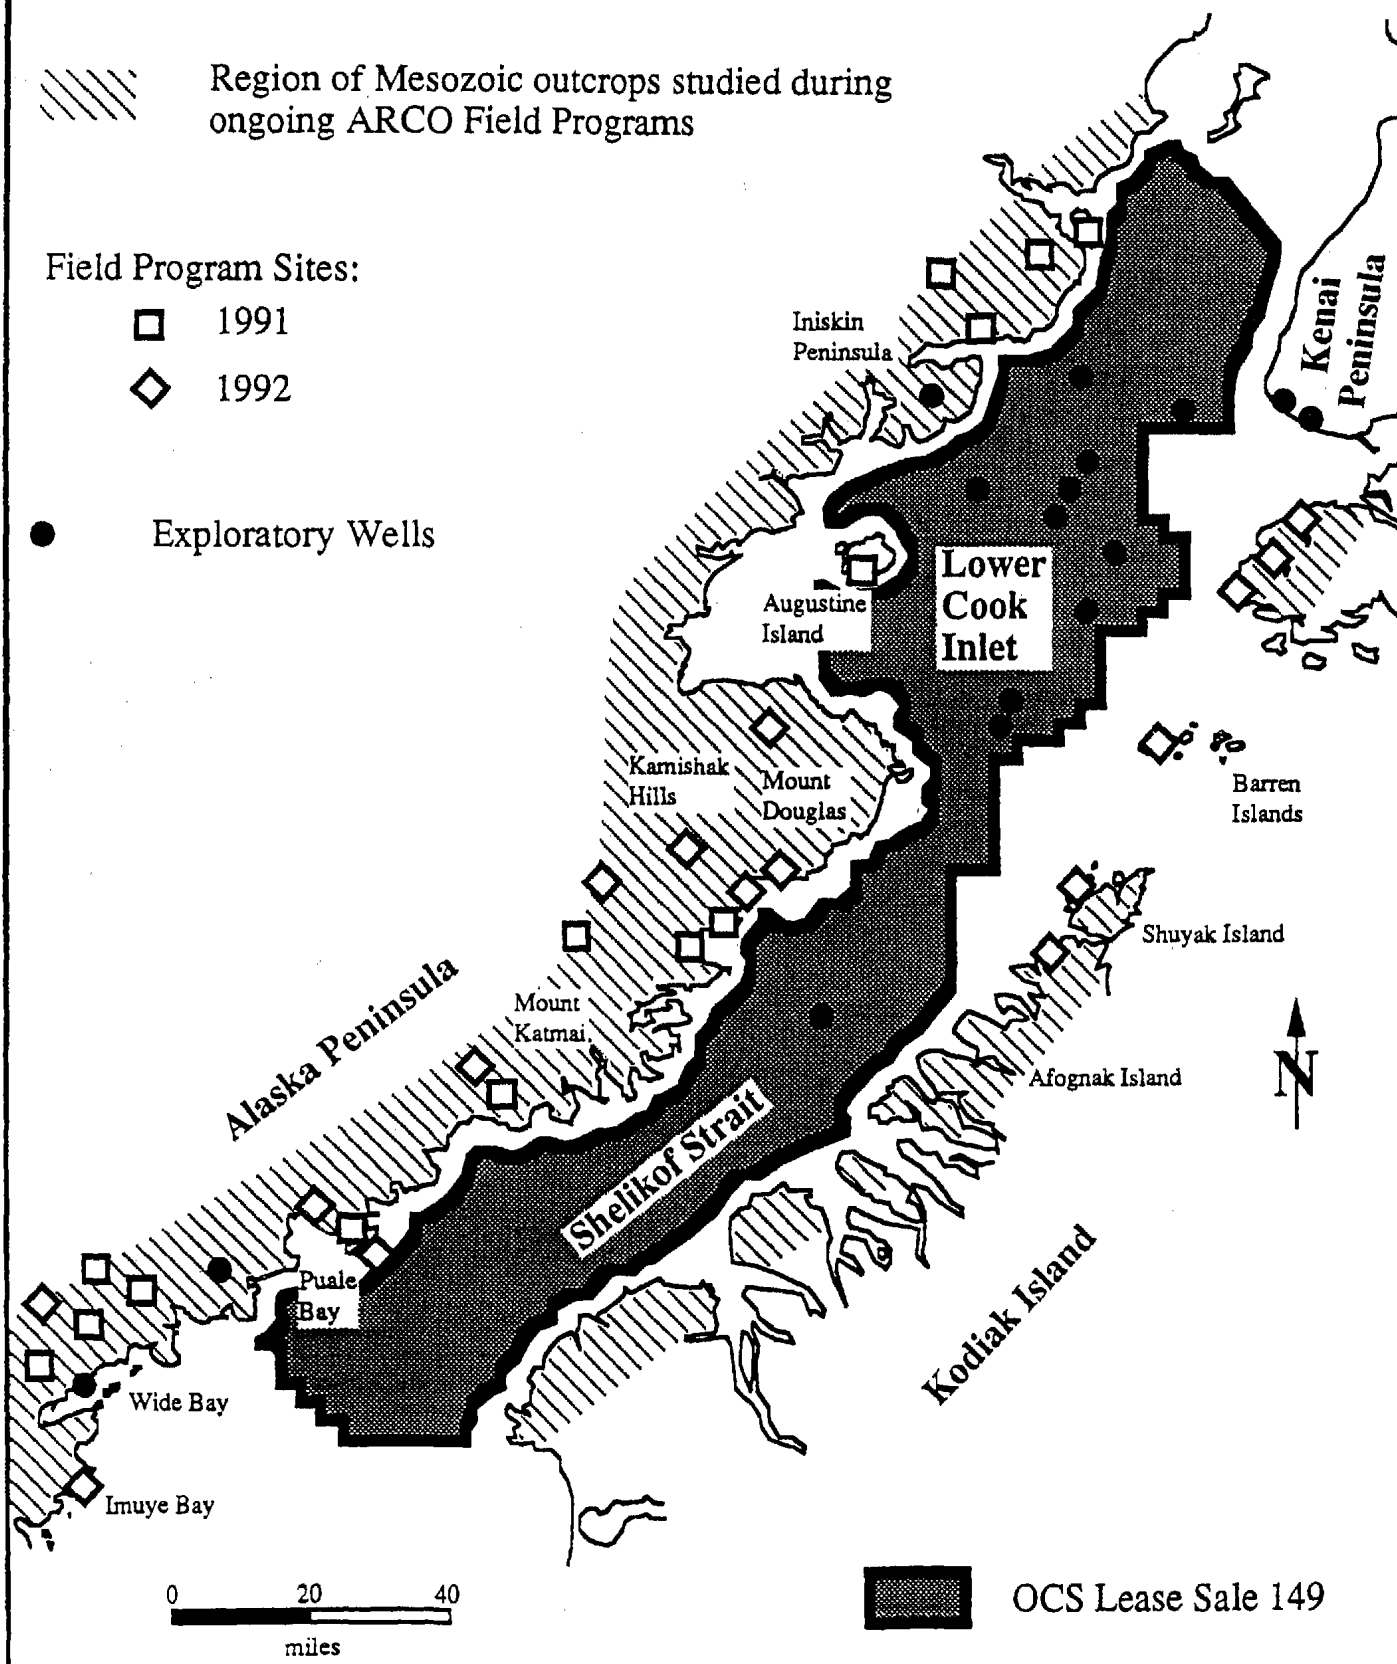 Region of Mesozoic outcrops studied during
ongoing ARCO Field Programs
Field Program Sites:
1991
1992
Exploratory Wells
Iniskin
Peninsula
Kenai
Peninsula
Lower
Cook
Inlet
Augustine
Island
Kamishak
Hills
Mount
Douglas
Barren
Islands
Shuyak Island
Alaska Peninsula
Mount
Katmai
Afognak Island
N
Shelikof Strait
Puale
Bay
Kodiak Island
Wide Bay
Imuye Bay
0 20 40
miles
OCS Lease Sale 149